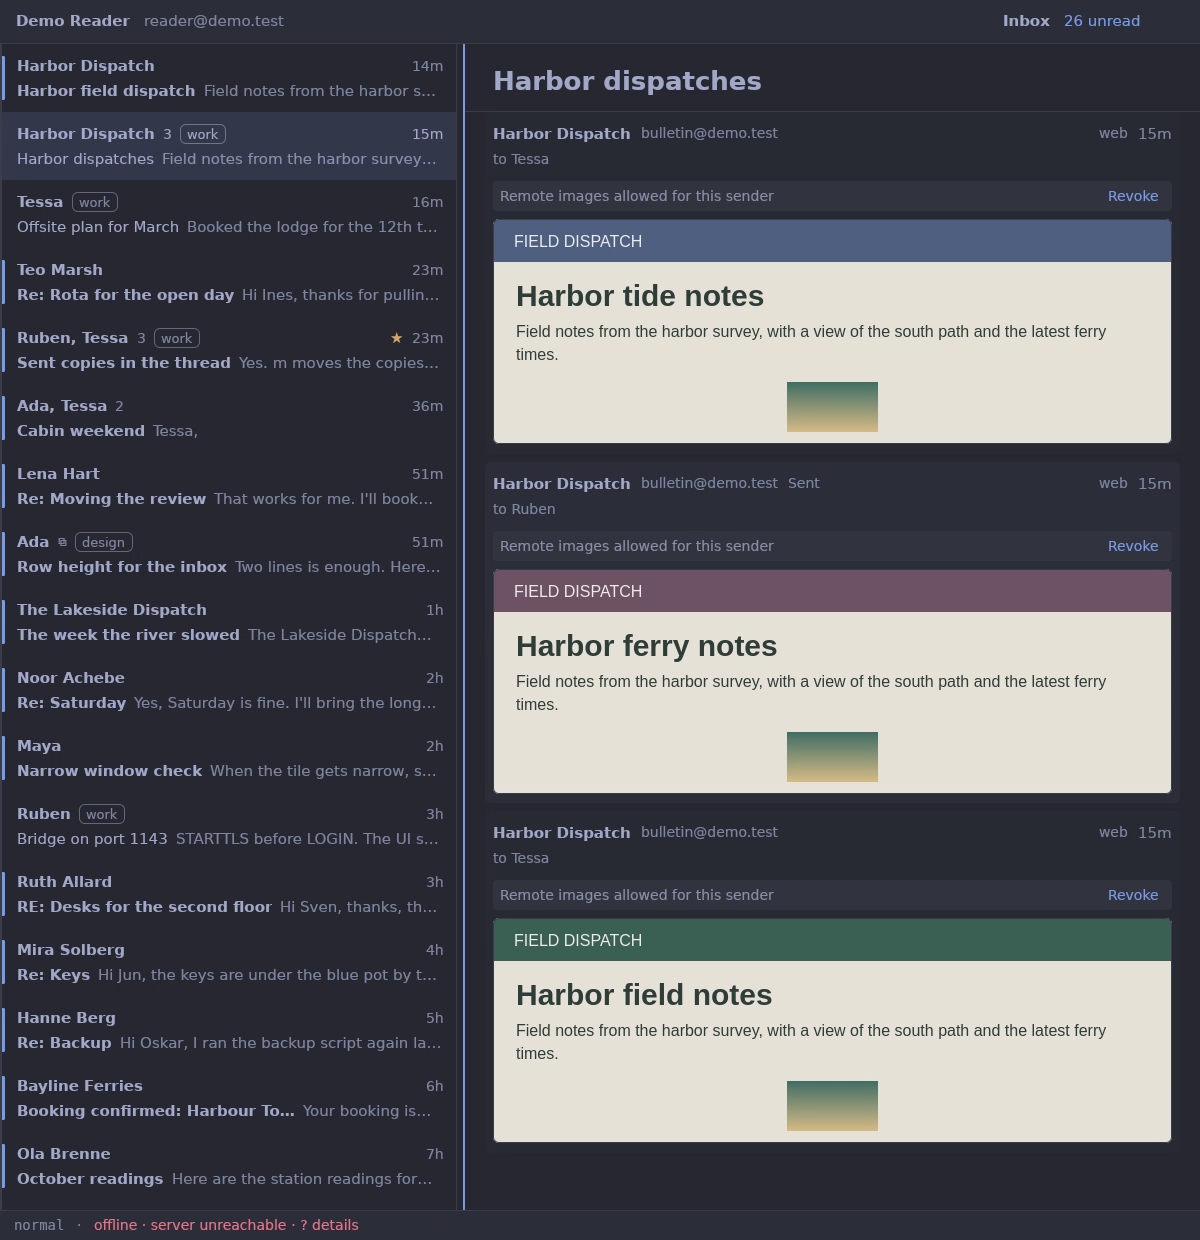 Demo Reader reader@demo.test Inbox 26 unread
Harbor Dispatch 14m
Harbor field dispatch Field notes from the harbor s…
Harbor Dispatch 3 work 15m
Harbor dispatches Field notes from the harbor survey…
Tessa work 16m
Offsite plan for March Booked the lodge for the 12th t…
Teo Marsh 23m
Re: Rota for the open day Hi Ines, thanks for pullin…
Ruben, Tessa 3 work ★ 23m
Sent copies in the thread Yes. m moves the copies…
Ada, Tessa 2 36m
Cabin weekend Tessa,
Lena Hart 51m
Re: Moving the review That works for me. I'll book…
Ada design 51m
Row height for the inbox Two lines is enough. Here…
The Lakeside Dispatch 1h
The week the river slowed The Lakeside Dispatch…
Noor Achebe 2h
Re: Saturday Yes, Saturday is fine. I'll bring the long…
Maya 2h
Narrow window check When the tile gets narrow, s…
Ruben work 3h
Bridge on port 1143 STARTTLS before LOGIN. The UI s…
Ruth Allard 3h
RE: Desks for the second floor Hi Sven, thanks, th…
Mira Solberg 4h
Re: Keys Hi Jun, the keys are under the blue pot by t…
Hanne Berg 5h
Re: Backup Hi Oskar, I ran the backup script again la…
Bayline Ferries 6h
Booking confirmed: Harbour To… Your booking is…
Ola Brenne 7h
October readings Here are the station readings for…
Harbor dispatches
Harbor Dispatch bulletin@demo.test web 15m
to Tessa
Remote images allowed for this sender Revoke
FIELD DISPATCH
Harbor tide notes
Field notes from the harbor survey, with a view of the south path and the latest ferry
times.
Harbor Dispatch bulletin@demo.test Sent web 15m
to Ruben
Remote images allowed for this sender Revoke
FIELD DISPATCH
Harbor ferry notes
Field notes from the harbor survey, with a view of the south path and the latest ferry
times.
Harbor Dispatch bulletin@demo.test web 15m
to Tessa
Remote images allowed for this sender Revoke
FIELD DISPATCH
Harbor field notes
Field notes from the harbor survey, with a view of the south path and the latest ferry
times.
normal · offline · server unreachable · ? details